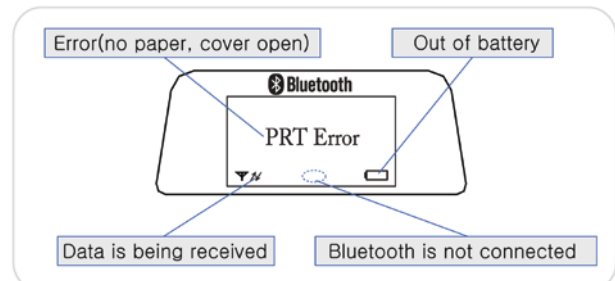 Error(no paper, cover open)
Out of battery
Bluetooth
PRT Error
Data is being received
Bluetooth is not connected